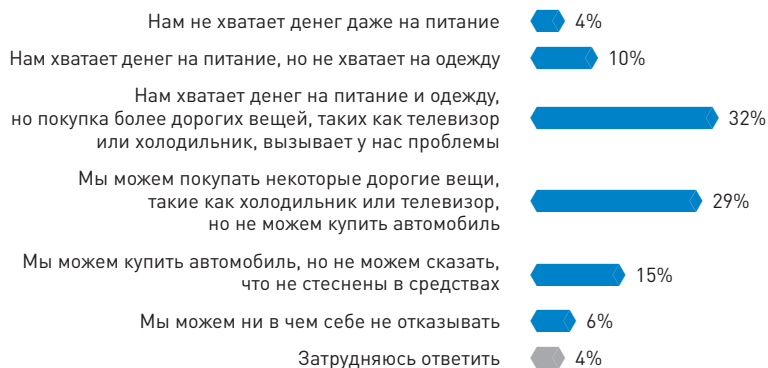 Нам не хватает денег даже на питание 4%
Нам хватает денег на питание, но не хватает на одежду 10%
Нам хватает денег на питание и одежду,
но покупка более дорогих вещей, таких как телевизор
или холодильник, вызывает у нас проблемы
32%
Мы можем покупать некоторые дорогие вещи,
такие как холодильник или телевизор,
но не можем купить автомобиль
29%
Мы можем купить автомобиль, но не можем сказать,
что не стеснены в средствах
15%
Мы можем ни в чем себе не отказывать 6%
Затрудняюсь ответить 4%